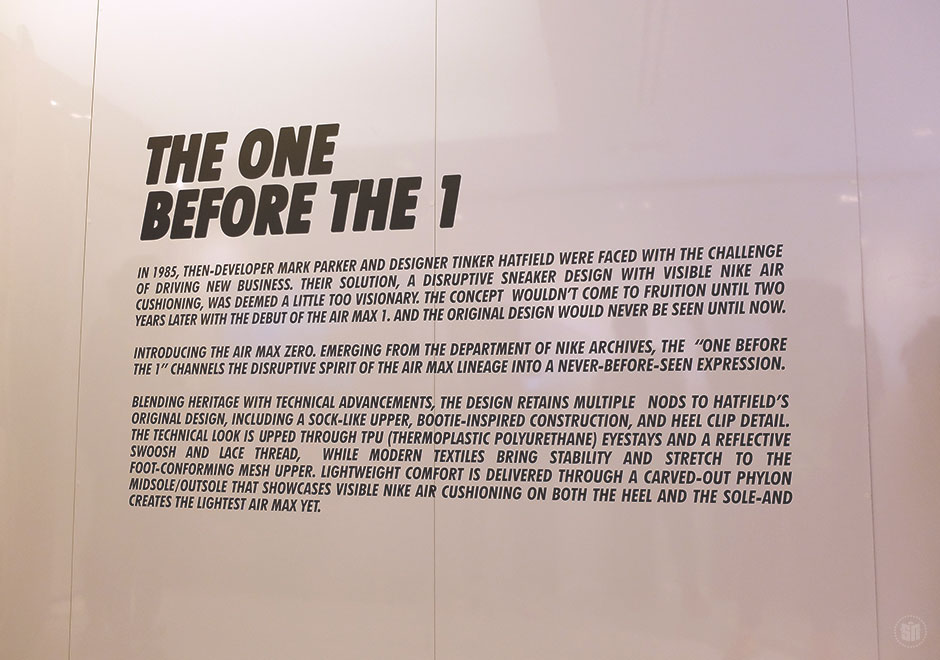 THE ONE
BEFORE THE 1
IN 1985, THEN-DEVELOPER MARK PARKER AND DESIGNER TINKER HATFIELD WERE FACED WITH THE CHALLENGE
OF DRIVING NEW BUSINESS. THEIR SOLUTION, A DISRUPTIVE SNEAKER DESIGN WITH VISIBLE NIKE AIR
CUSHIONING, WAS DEEMED A LITTLE TOO VISIONARY. THE CONCEPT WOULDN'T COME TO FRUITION UNTIL TWO
YEARS LATER WITH THE DEBUT OF THE AIR MAX 1. AND THE ORIGINAL DESIGN WOULD NEVER BE SEEN UNTIL NOW.
INTRODUCING THE AIR MAX ZERO. EMERGING FROM THE DEPARTMENT OF NIKE ARCHIVES, THE "ONE BEFORE
THE 1" CHANNELS THE DISRUPTIVE SPIRIT OF THE AIR MAX LINEAGE INTO A NEVER-BEFORE-SEEN EXPRESSION.
BLENDING HERITAGE WITH TECHNICAL ADVANCEMENTS, THE DESIGN RETAINS MULTIPLE NODS TO HATFIELD'S
ORIGINAL DESIGN, INCLUDING A SOCK-LIKE UPPER, BOOTIE-INSPIRED CONSTRUCTION, AND HEEL CLIP DETAIL.
THE TECHNICAL LOOK IS UPPED THROUGH TPU (THERMOPLASTIC POLYURETHANE) EYESTAYS AND A REFLECTIVE
SWOOSH AND LACE THREAD, WHILE MODERN TEXTILES BRING STABILITY AND STRETCH TO THE
FOOT-CONFORMING MESH UPPER. LIGHTWEIGHT COMFORT IS DELIVERED THROUGH A CARVED-OUT PHYLON
MIDSOLE/OUTSOLE THAT SHOWCASES VISIBLE NIKE AIR CUSHIONING ON BOTH THE HEEL AND THE SOLE-AND
CREATES THE LIGHTEST AIR MAX YET.